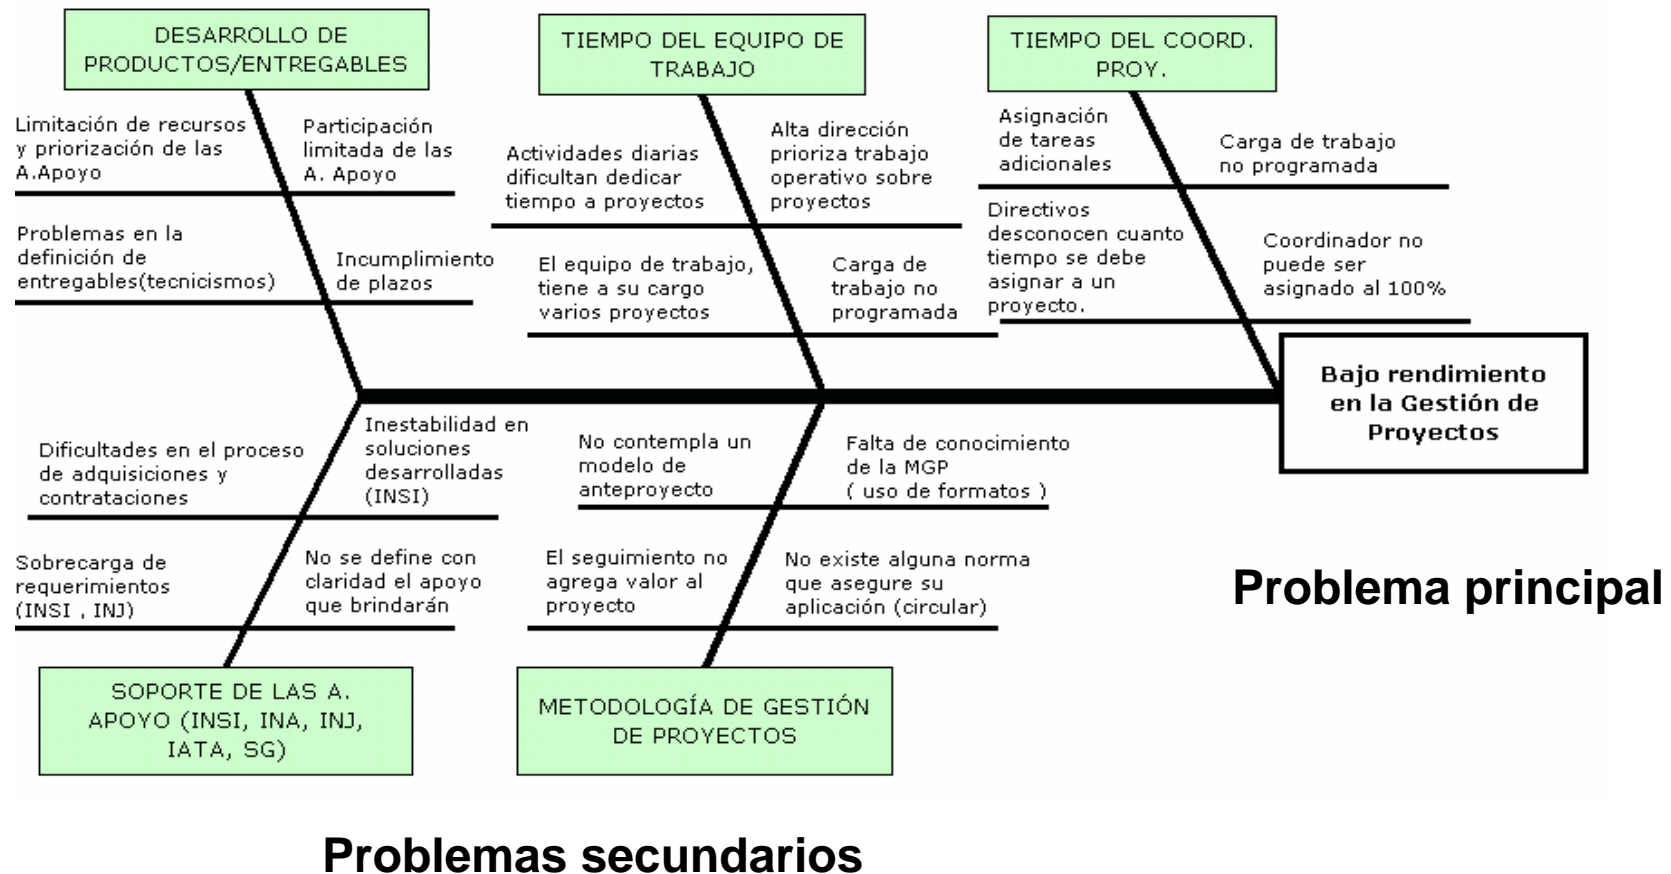 DESARROLLO DE
PRODUCTOS/ENTREGABLES
TIEMPO DEL EQUIPO DE
TRABAJO
TIEMPO DEL COORD.
PROY.
Limitación de recursos
y priorización de las
A.Apoyo
Participación
limitada de las
A. Apoyo
Problemas en la
definición de
entregables(tecnicismos)
Incumplimiento
de plazos
Actividades diarias
dificultan dedicar
tiempo a proyectos
Alta dirección
prioriza trabajo
operativo sobre
proyectos
El equipo de trabajo,
tiene a su cargo
varios proyectos
Carga de
trabajo no
programada
Asignación
de tareas
adicionales
Carga de trabajo
no programada
Directivos
desconocen cuanto
tiempo se debe
asignar a un
proyecto.
Coordinador no
puede ser
asignado al 100%
Bajo rendimiento
en la Gestión de
Proyectos
Dificultades en el proceso
de adquisiciones y
contrataciones
Inestabilidad en
soluciones
desarrolladas
(INSI)
Sobrecarga de
requerimientos
(INSI , INJ)
No se define con
claridad el apoyo
que brindarán
No contempla un
modelo de
anteproyecto
Falta de conocimiento
de la MGP
( uso de formatos )
El seguimiento no
agrega valor al
proyecto
No existe alguna norma
que asegure su
aplicación (circular)
Problema principal
SOPORTE DE LAS A.
APOYO (INSI, INA, INJ,
IATA, SG)
METODOLOGÍA DE GESTIÓN
DE PROYECTOS
Problemas secundarios